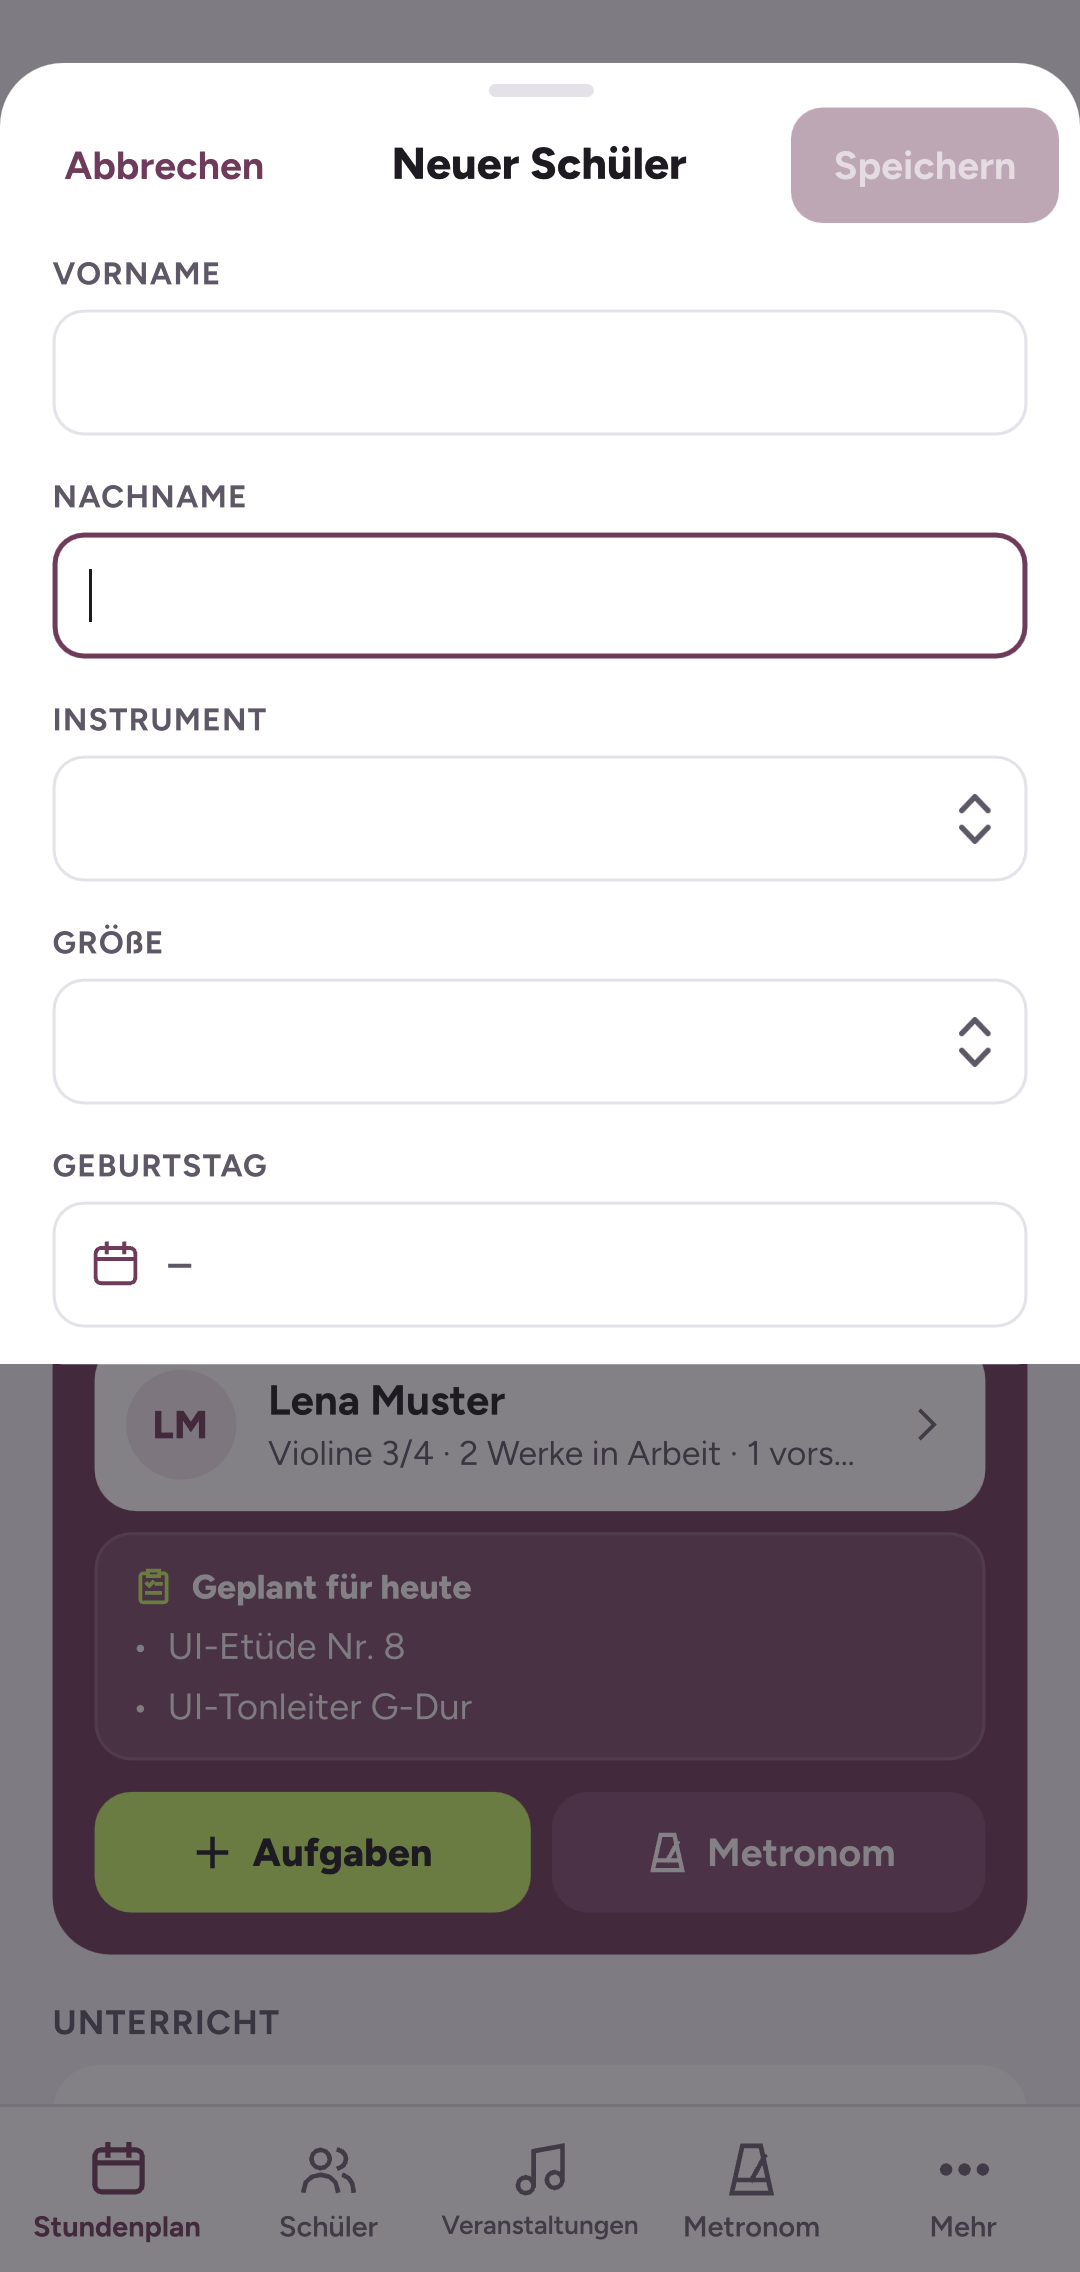 Abbrechen
Neuer Schüler
Speichern
VORNAME
NACHNAME
INSTRUMENT
GRÖßE
GEBURTSTAG
–
LM
Lena Muster
Violine 3/4 · 2 Werke in Arbeit · 1 vors...
Geplant für heute
• UI-Etüde Nr. 8
• UI-Tonleiter G-Dur
+ Aufgaben
Metronom
UNTERRICHT
Stundenplan
Schüler
Veranstaltungen
Metronom
Mehr